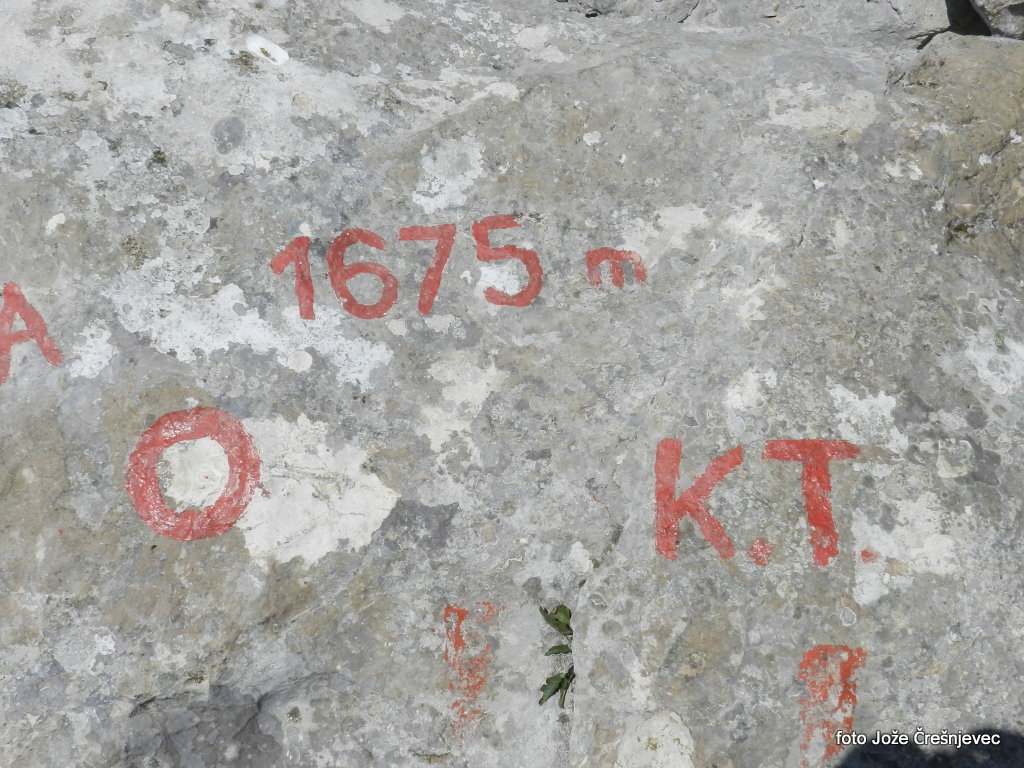 1675 m
A
K.T.
foto Jože Črešnjevec